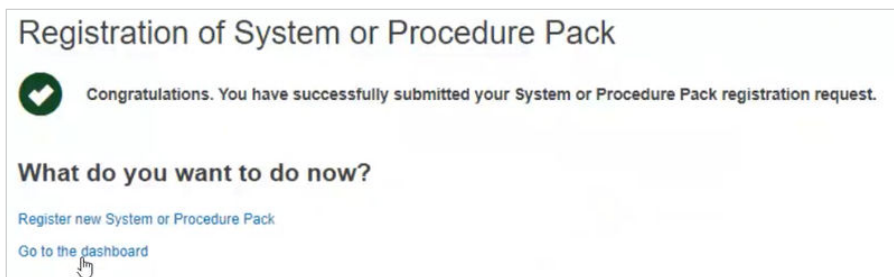 Registration of System or Procedure Pack
Congratulations. You have successfully submitted your System or Procedure Pack registration request.
What do you want to do now?
Register new System or Procedure Pack
Go to the dashboard